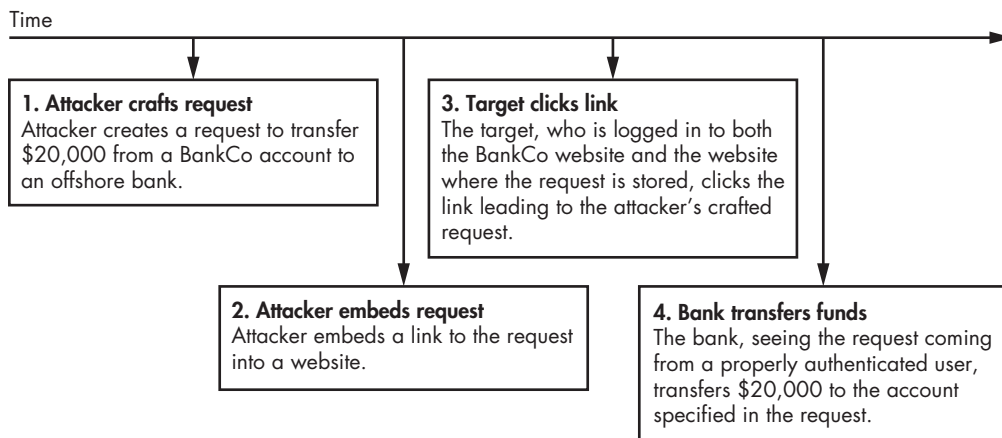 Time
1. Attacker crafts request
Attacker creates a request to transfer
$20,000 from a BankCo account to
an offshore bank.
2. Attacker embeds request
Attacker embeds a link to the request
into a website.
3. Target clicks link
The target, who is logged in to both
the BankCo website and the website
where the request is stored, clicks the
link leading to the attacker’s crafted
request.
4. Bank transfers funds
The bank, seeing the request coming
from a properly authenticated user,
transfers $20,000 to the account
specified in the request.